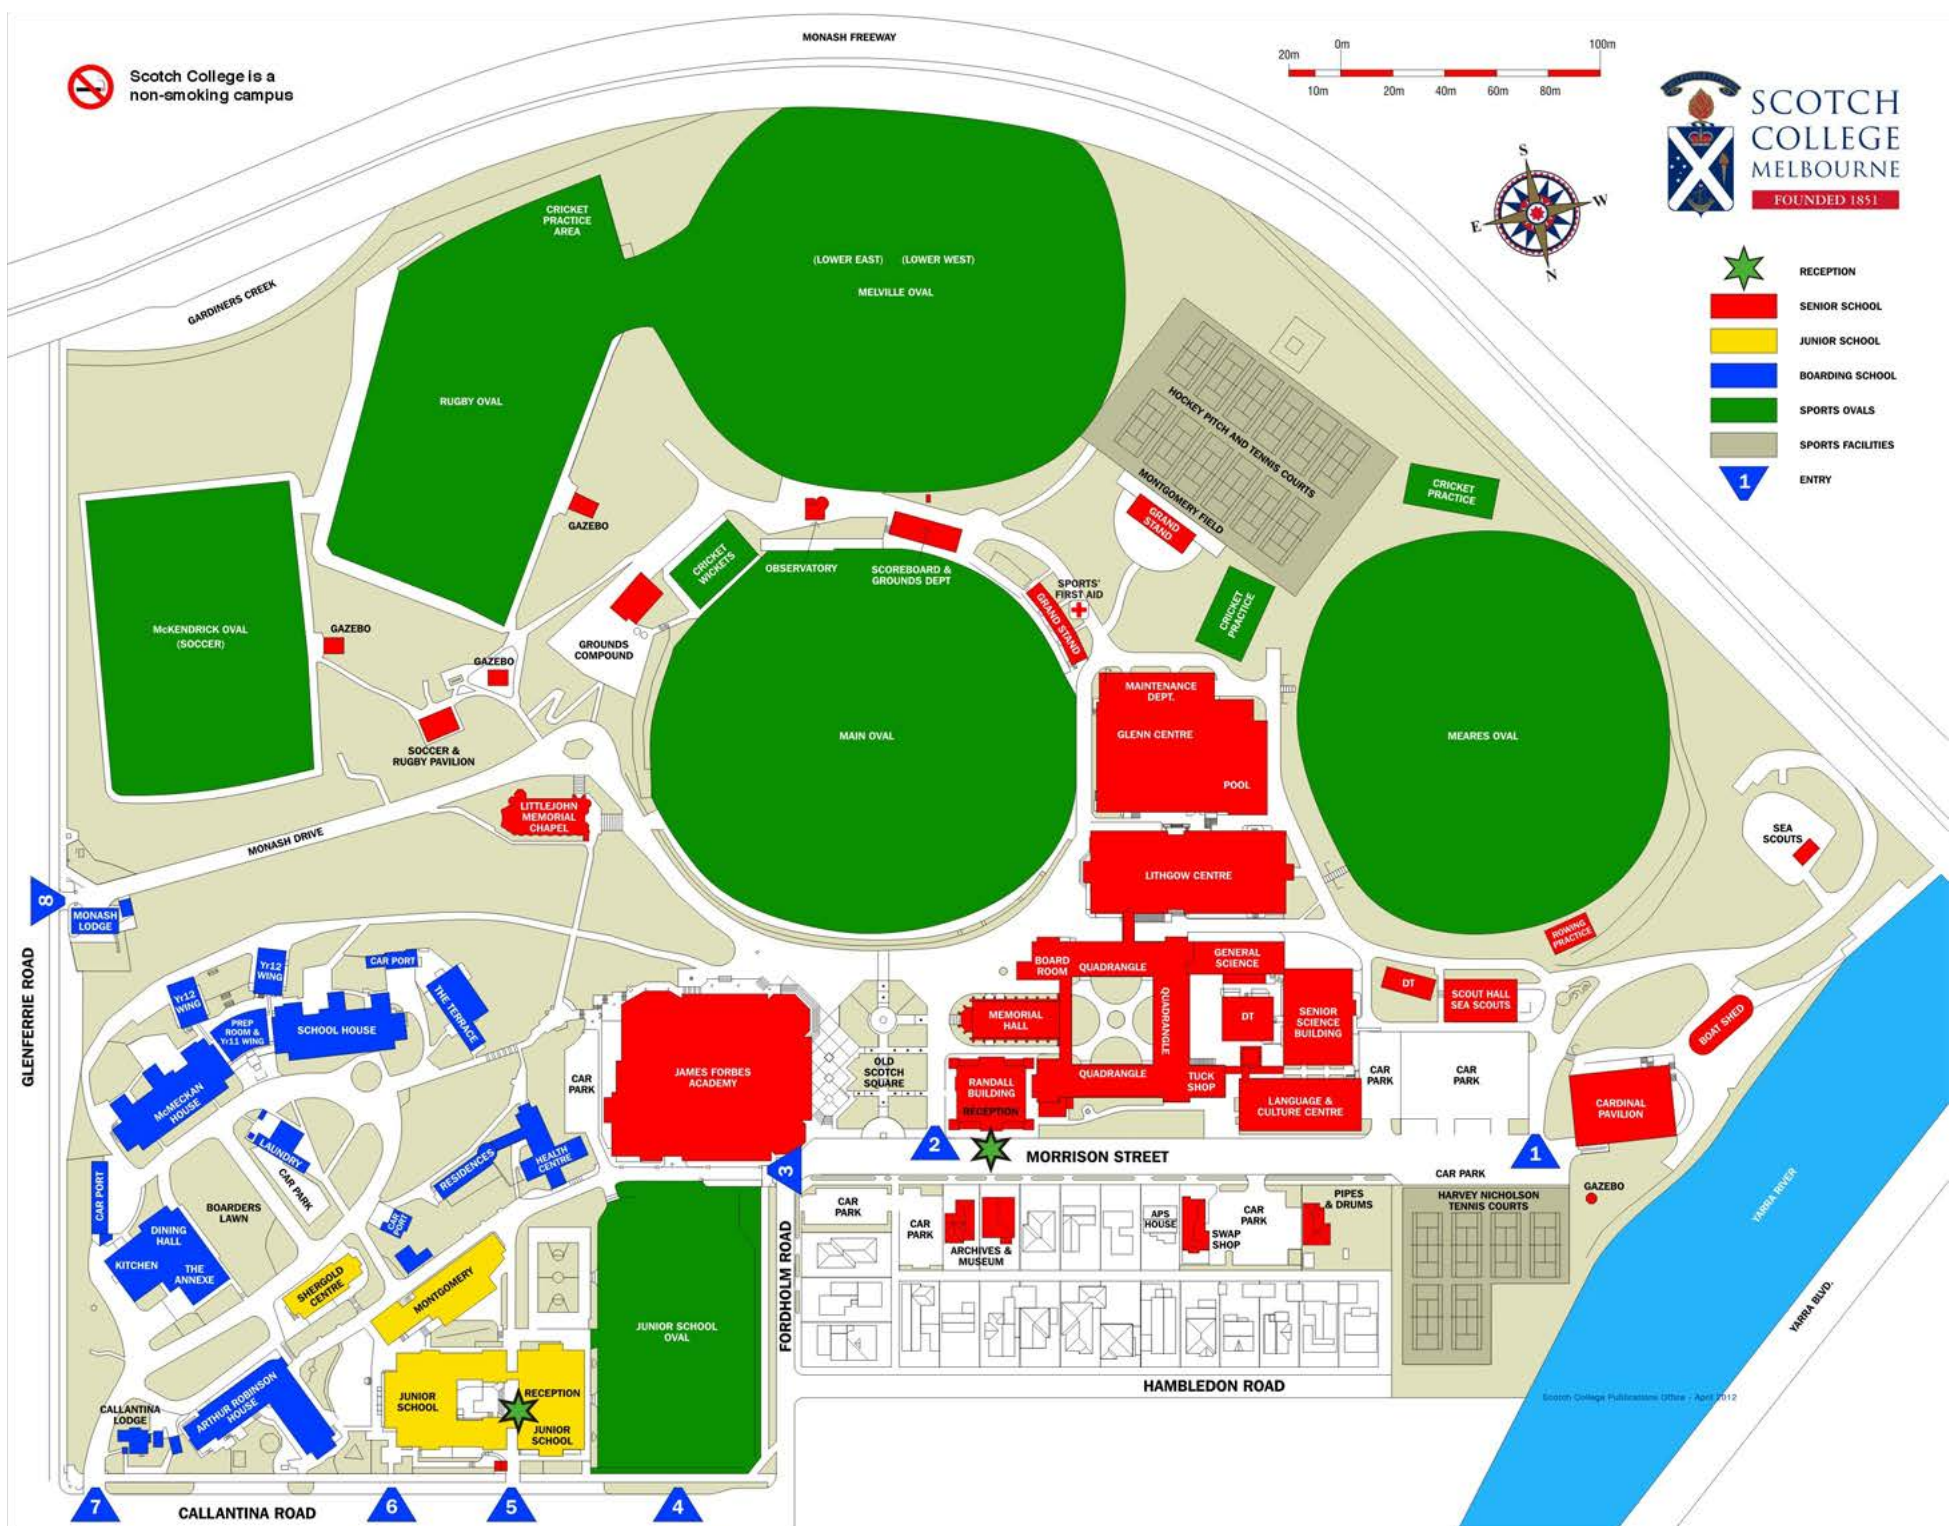 MONASH FREEWAY
Scotch College is a
non-smoking campus
20m
0m
100m
10m
20m
40m
60m
80m
SCOTCH
COLLEGE
MELBOURNE
FOUNDED 1851
S
W
E
N
RECEPTION
SENIOR SCHOOL
JUNIOR SCHOOL
BOARDING SCHOOL
SPORTS OVALS
SPORTS FACILITIES
1
ENTRY
GARDINERS CREEK
CRICKET
PRACTICE
AREA
(LOWER EAST) (LOWER WEST)
MELVILLE OVAL
RUGBY OVAL
HOCKEY PITCH AND TENNIS COURTS
MONTGOMERY FIELD
GRAND
STAND
CRICKET
PRACTICE
GAZEBO
CRICKET
WICKETS
OBSERVATORY
SCOREBOARD &
GROUNDS DEPT
SPORTS'
FIRST AID
GRAND STAND
CRICKET
PRACTICE
McKENDRICK OVAL
(SOCCER)
GAZEBO
GAZEBO
GROUNDS
COMPOUND
SOCCER &
RUGBY PAVILION
MAIN OVAL
MAINTENANCE
DEPT.
GLENN CENTRE
POOL
MEARES OVAL
LITTLEJOHN
MEMORIAL
CHAPEL
MONASH DRIVE
LITHGOW CENTRE
SEA
SCOUTS
ROWING
PRACTICE
8
MONASH
LODGE
GLENFERRIE ROAD
Yr12
WING
Yr12
WING
CAR PORT
THE TERRACE
PREP
ROOM &
Yr11 WING
SCHOOL HOUSE
McMECKAN
HOUSE
BOARD
ROOM
QUADRANGLE
GENERAL
SCIENCE
QUADRANGLE
MEMORIAL
HALL
DT
SENIOR
SCIENCE
BUILDING
DT
SCOUT HALL
SEA SCOUTS
BOAT SHED
CAR
PARK
JAMES FORBES
ACADEMY
OLD
SCOTCH
SQUARE
RANDALL
BUILDING
RECEPTION
QUADRANGLE
TUCK
SHOP
LANGUAGE &
CULTURE CENTRE
CAR
PARK
CAR
PARK
CARDINAL
PAVILION
LAUNDRY
CAR PARK
RESIDENCES
HEALTH
CENTRE
3
2
MORRISON STREET
1
CAR PARK
CAR PORT
BOARDERS
LAWN
CAR
PORT
DINING
HALL
KITCHEN
THE
ANNEXE
SHERGOLD
CENTRE
MONTGOMERY
JUNIOR SCHOOL
OVAL
FORDHOLM ROAD
CAR
PARK
CAR
PARK
ARCHIVES &
MUSEUM
APS
HOUSE
SWAP
SHOP
CAR
PARK
PIPES
& DRUMS
HARVEY NICHOLSON
TENNIS COURTS
GAZEBO
YARRA RIVER
YARRA BLVD.
HAMBLEDON ROAD
Scotch College Publications Office - April 2012
CALLANTINA
LODGE
ARTHUR ROBINSON
HOUSE
JUNIOR
SCHOOL
RECEPTION
JUNIOR
SCHOOL
7
CALLANTINA ROAD
6
5
4